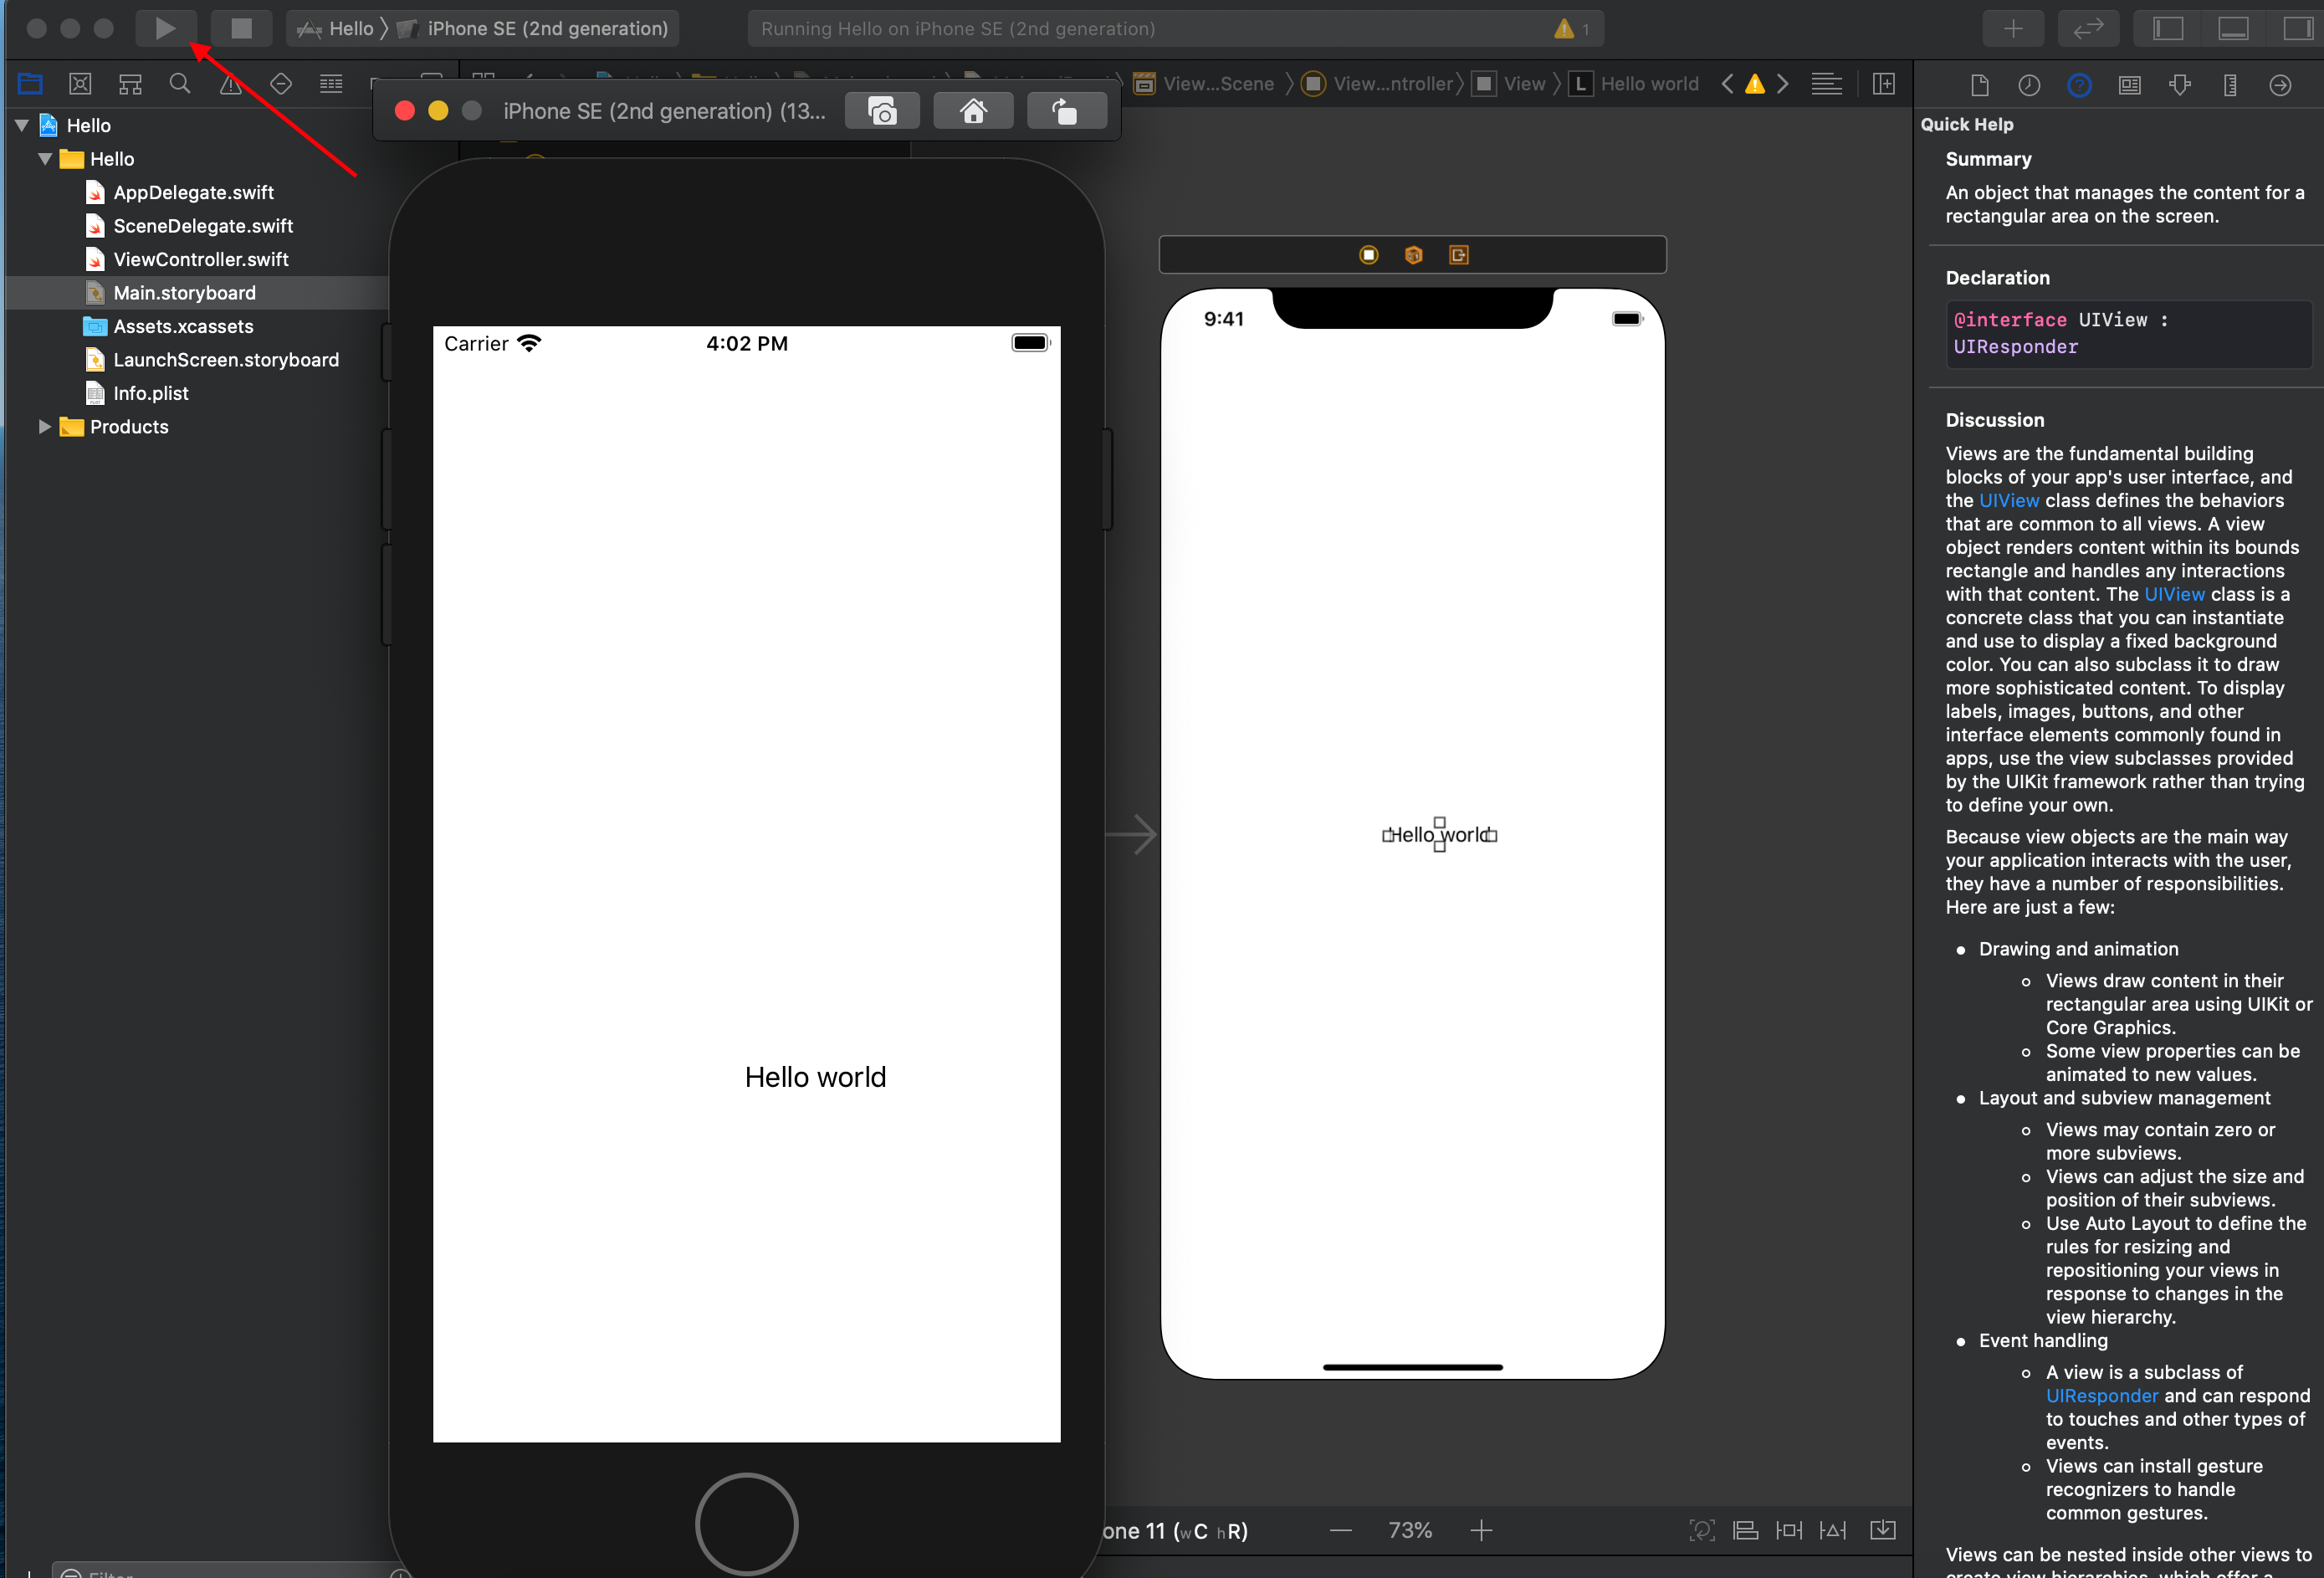 Hello
iPhone SE (2nd generation)
Running Hello on iPhone SE (2nd generation)
1
View...Scene
View...ntroller
View
L
Hello world
iPhone SE (2nd generation) (13...
Hello
Hello
AppDelegate.swift
SceneDelegate.swift
ViewController.swift
Main.storyboard
Assets.xcassets
LaunchScreen.storyboard
Info.plist
Products
Carrier
4:02 PM
Hello world
9:41
Hello world
one 11 (wC hR)
73%
Filter
Quick Help
Summary
An object that manages the content for a
rectangular area on the screen.
Declaration
@interface UIView :
UIResponder
Discussion
Views are the fundamental building
blocks of your app's user interface, and
the UIView class defines the behaviors
that are common to all views. A view
object renders content within its bounds
rectangle and handles any interactions
with that content. The UIView class is a
concrete class that you can instantiate
and use to display a fixed background
color. You can also subclass it to draw
more sophisticated content. To display
labels, images, buttons, and other
interface elements commonly found in
apps, use the view subclasses provided
by the UIKit framework rather than trying
to define your own.
Because view objects are the main way
your application interacts with the user,
they have a number of responsibilities.
Here are just a few:
• Drawing and animation
◦ Views draw content in their
rectangular area using UIKit or
Core Graphics.
◦ Some view properties can be
animated to new values.
• Layout and subview management
◦ Views may contain zero or
more subviews.
◦ Views can adjust the size and
position of their subviews.
◦ Use Auto Layout to define the
rules for resizing and
repositioning your views in
response to changes in the
view hierarchy.
• Event handling
◦ A view is a subclass of
UIResponder and can respond
to touches and other types of
events.
◦ Views can install gesture
recognizers to handle
common gestures.
Views can be nested inside other views to
create view hierarchies, which offer a